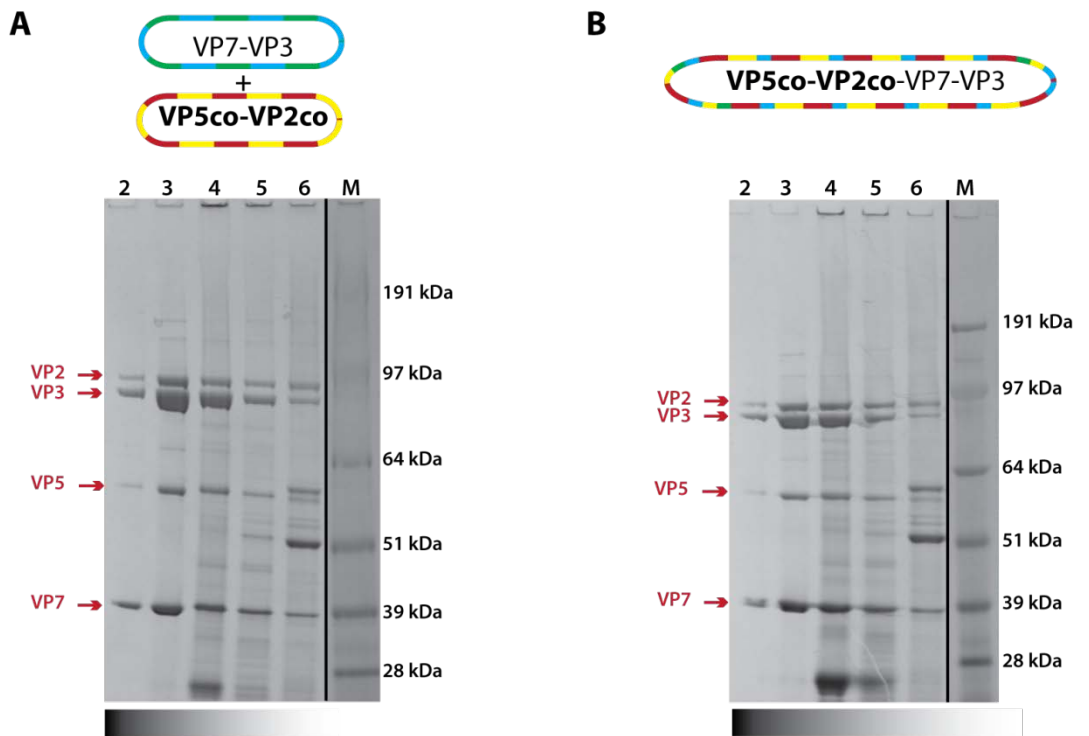 A
VP7-VP3
+
VP5co-VP2co
2 3 4 5 6 M
191 kDa
VP2
97 kDa
VP3
64 kDa
VP5
51 kDa
VP7
39 kDa
28 kDa
B
VP5co-VP2co-VP7-VP3
2 3 4 5 6 M
191 kDa
97 kDa
VP2
VP3
64 kDa
VP5
51 kDa
VP7
39 kDa
28 kDa